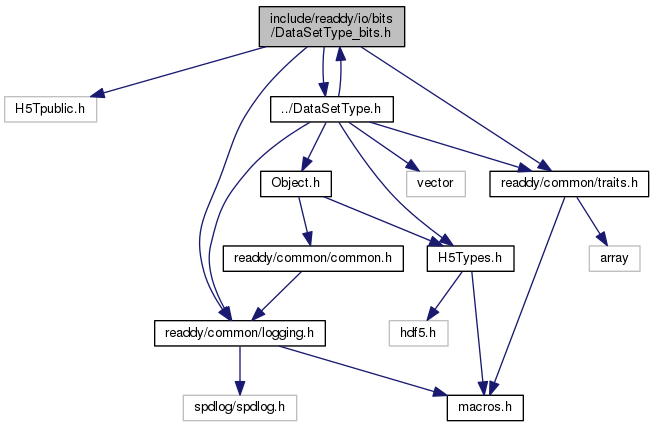 include/readdy/io/bits
/DataSetType_bits.h
H5Tpublic.h
../DataSetType.h
Object.h
vector
readdy/common/traits.h
readdy/common/common.h
H5Types.h
array
readdy/common/logging.h
hdf5.h
spdlog/spdlog.h
macros.h